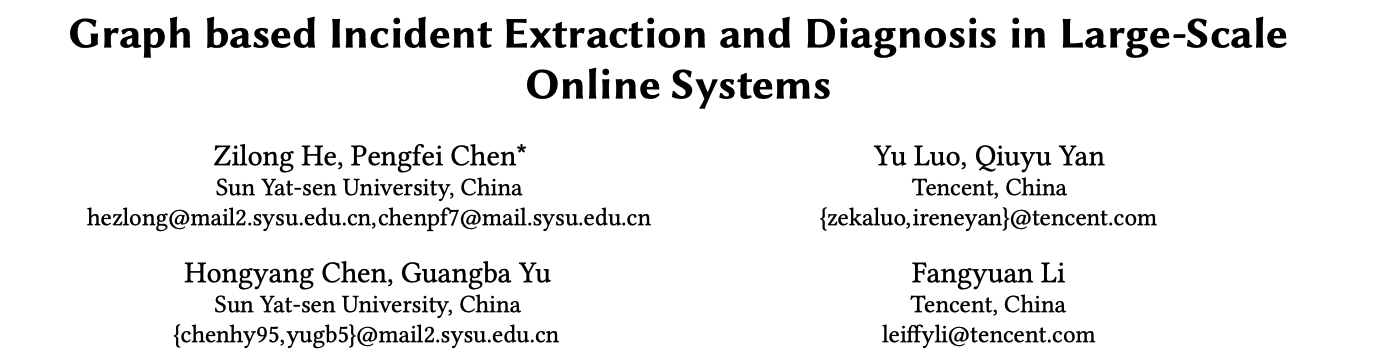 Graph based Incident Extraction and Diagnosis in Large-Scale
Online Systems
Zilong He, Pengfei Chen*
Sun Yat-sen University, China
hezlong@mail2.sysu.edu.cn,chenpf7@mail.sysu.edu.cn
Yu Luo, Qiuyu Yan
Tencent, China
{zekaluo,ireneyan}@tencent.com
Hongyang Chen, Guangba Yu
Sun Yat-sen University, China
{chenhy95,yugb5}@mail2.sysu.edu.cn
Fangyuan Li
Tencent, China
leiffyli@tencent.com